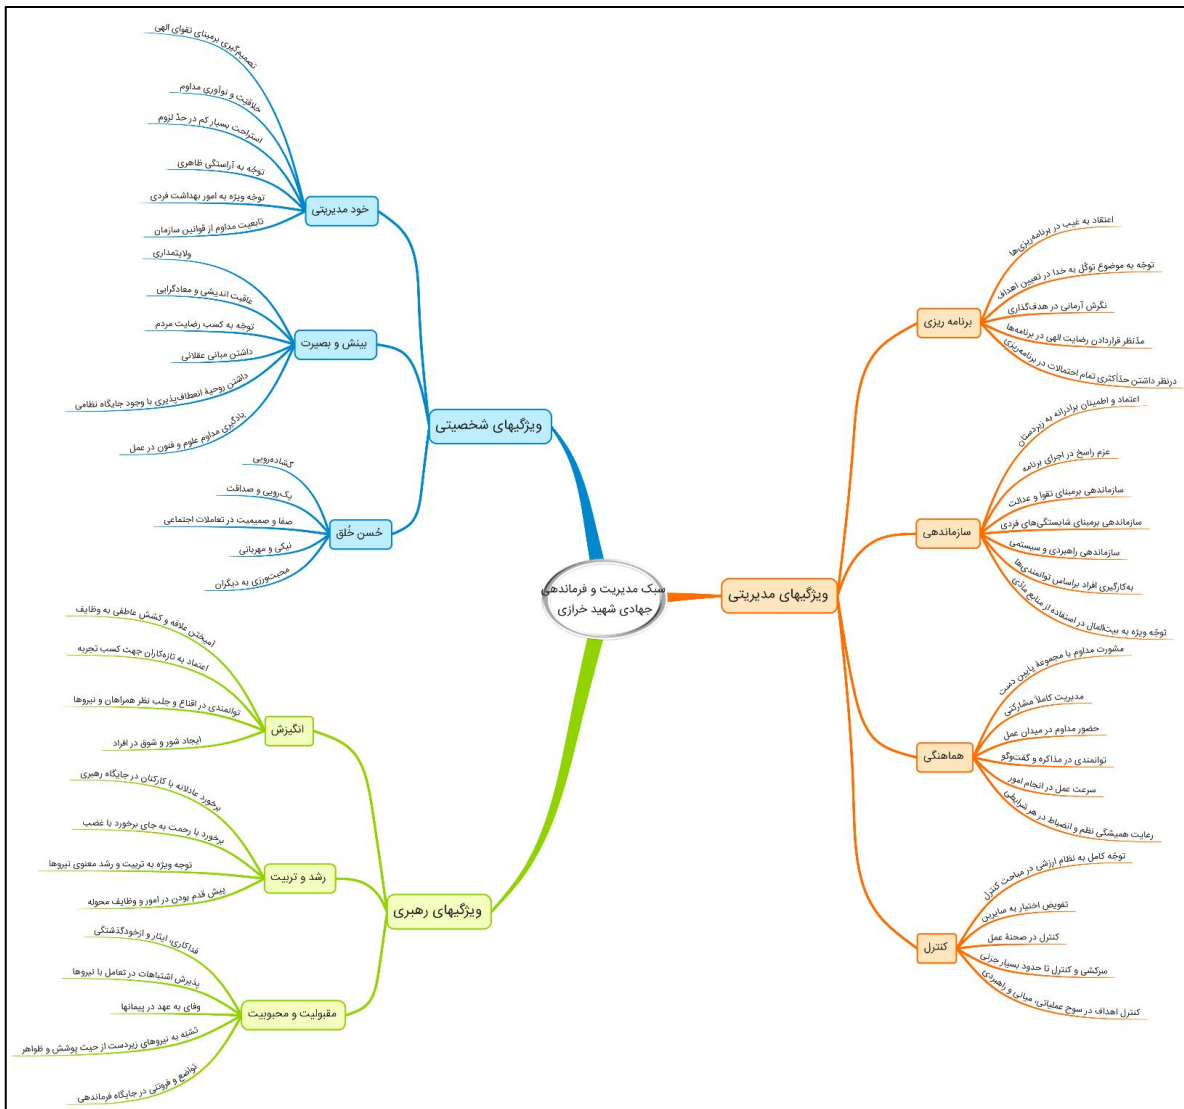 سبک مدیریت و فرماندهی
جهادی شهید خرازی
ویژگیهای مدیریتی
برنامه ریزی
اعتقاد به غیب در برنامه‌ریزی‌ها
توجّه به موضوع توکّل به خدا در تعیین اهداف
نگرش آرمانی در هدف‌گذاری
مدّنظر قراردادن رضایت الهی در برنامه‌ها
درنظر داشتن حدّاکثری تمام احتمالات در برنامه‌ریزی
سازماندهی
اعتماد و اطمینان برادرانه به زیردستان
عزم راسخ در اجرای برنامه
سازماندهی برمبنای تقوا و عدالت
سازماندهی برمبنای شایستگی‌های فردی
سازماندهی راهبردی و سیستمی
به‌کارگیری افراد براساس توانمندی‌ها
توجّه ویژه به بیت‌المال در استفاده از منابع مادّی
هماهنگی
مشورت مداوم با مجموعهٔ پایین دست
مدیریت کاملاً مشارکتی
حضور مداوم در میدان عمل
توانمندی در مذاکره و گفت‌وگو
سرعت عمل در انجام امور
رعایت همیشگی نظم و انضباط در هر شرایطی
کنترل
توجّه کامل به نظام ارزشی در مباحث کنترل
تفویض اختیار به سایرین
کنترل در صحنهٔ عمل
سرکشی و کنترل تا حدود بسیار جزئی
کنترل اهداف در سوح عملیاتی، میانی و راهبردی
ویژگیهای شخصیتی
خود مدیریتی
تصمیم‌گیری برمبنای تقوای الهی
خلاقیّت و نوآوری مداوم
استراحت بسیار کم در حدّ لزوم
توجّه به آراستگی ظاهری
توجّه ویژه به امور بهداشت فردی
تابعیت مداوم از قوانین سازمان
بینش و بصیرت
ولایتمداری
عاقبت اندیشی و معادگرایی
توجّه به کسب رضایت مردم
داشتن مبانی عقلائی
داشتن روحیهٔ انعطاف‌پذیری با وجود جایگاه نظامی
یادگیری مداوم علوم و فنون در عمل
حُسن خُلق
گشاده‌رویی
یک‌رویی و صداقت
صفا و صمیمیت در تعاملات اجتماعی
نیکی و مهربانی
محبت‌ورزی به دیگران
ویژگیهای رهبری
انگیزش
آمیختن علاقه و کشش عاطفی به وظایف
اعتماد به تازه‌کاران جهت کسب تجربه
توانمندی در اقناع و جلب نظر همراهان و نیروها
ایجاد شور و شوق در افراد
رشد و تربیت
برخورد عادلانه با کارکنان در جایگاه رهبری
برخورد با رحمت به جای برخورد با غضب
توجه ویژه به تربیت و رشد معنوی نیروها
پیش قدم بودن در امور و وظایف محوله
مقبولیت و محبوبیت
فداکاری، ایثار و ازخودگذشتگی
پذیرش اشتباهات در تعامل با نیروها
وفای به عهد در پیمانها
تشبّه به نیروهای زیردست از حیث پوشش و ظواهر
تواضع و فروتنی در جایگاه فرماندهی